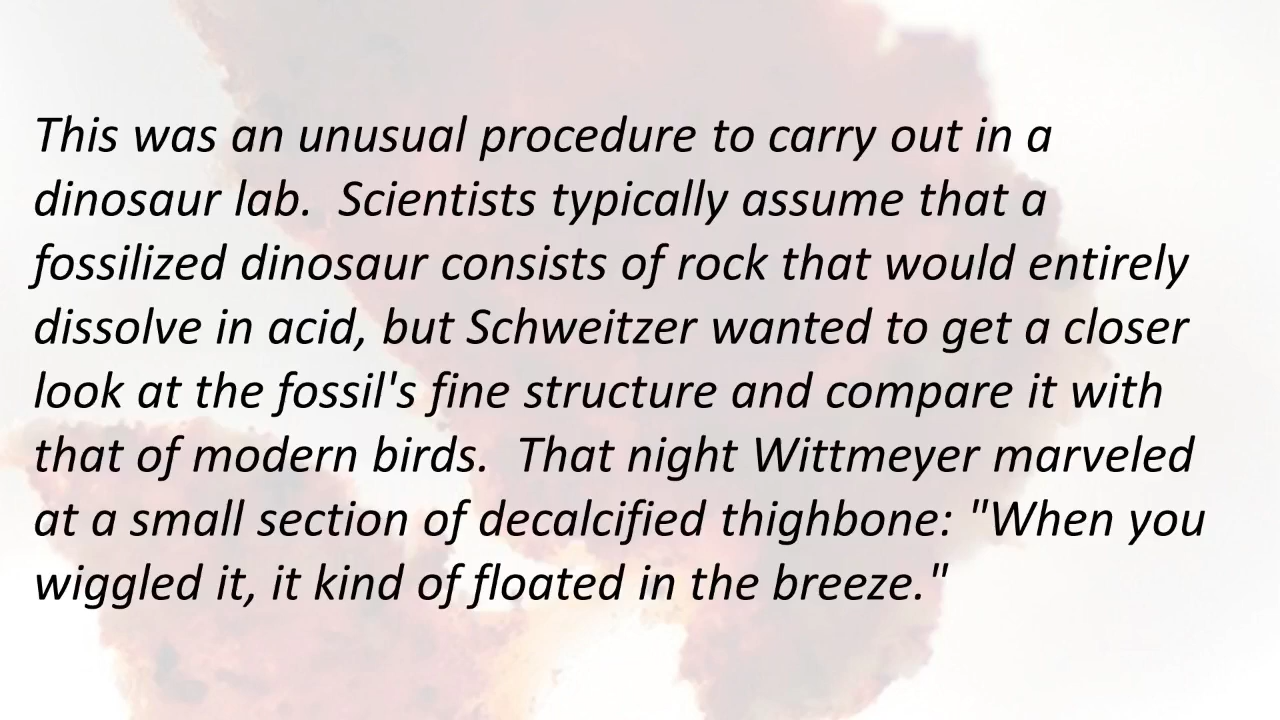 This was an unusual procedure to carry out in a
dinosaur lab.  Scientists typically assume that a
fossilized dinosaur consists of rock that would entirely
dissolve in acid, but Schweitzer wanted to get a closer
look at the fossil's fine structure and compare it with
that of modern birds.  That night Wittmeyer marveled
at a small section of decalcified thighbone: "When you
wiggled it, it kind of floated in the breeze."